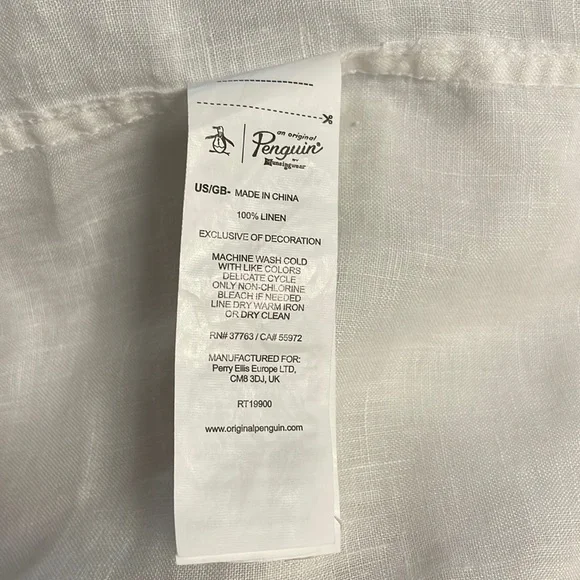 an original
Penguin®
BY
Munsingwear
US/GB- MADE IN CHINA
100% LINEN
EXCLUSIVE OF DECORATION
MACHINE WASH COLD
WITH LIKE COLORS
DELICATE CYCLE
ONLY NON-CHLORINE
BLEACH IF NEEDED
LINE DRY WARM IRON
OR DRY CLEAN
RN# 37763 / CA# 55972
MANUFACTURED FOR:
Perry Ellis Europe LTD,
CM8 3DJ, UK
RT19900
www.originalpenguin.com